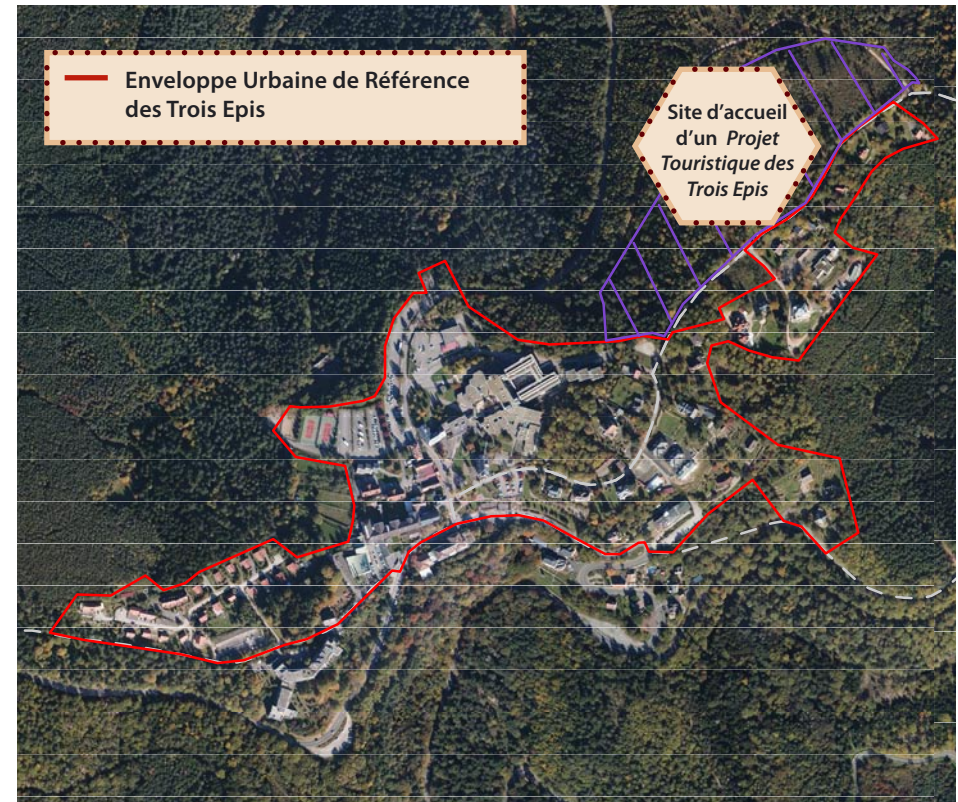 Enveloppe Urbaine de Référence
des Trois Epis
Site d'accueil
d'un Projet
Touristique des
Trois Epis